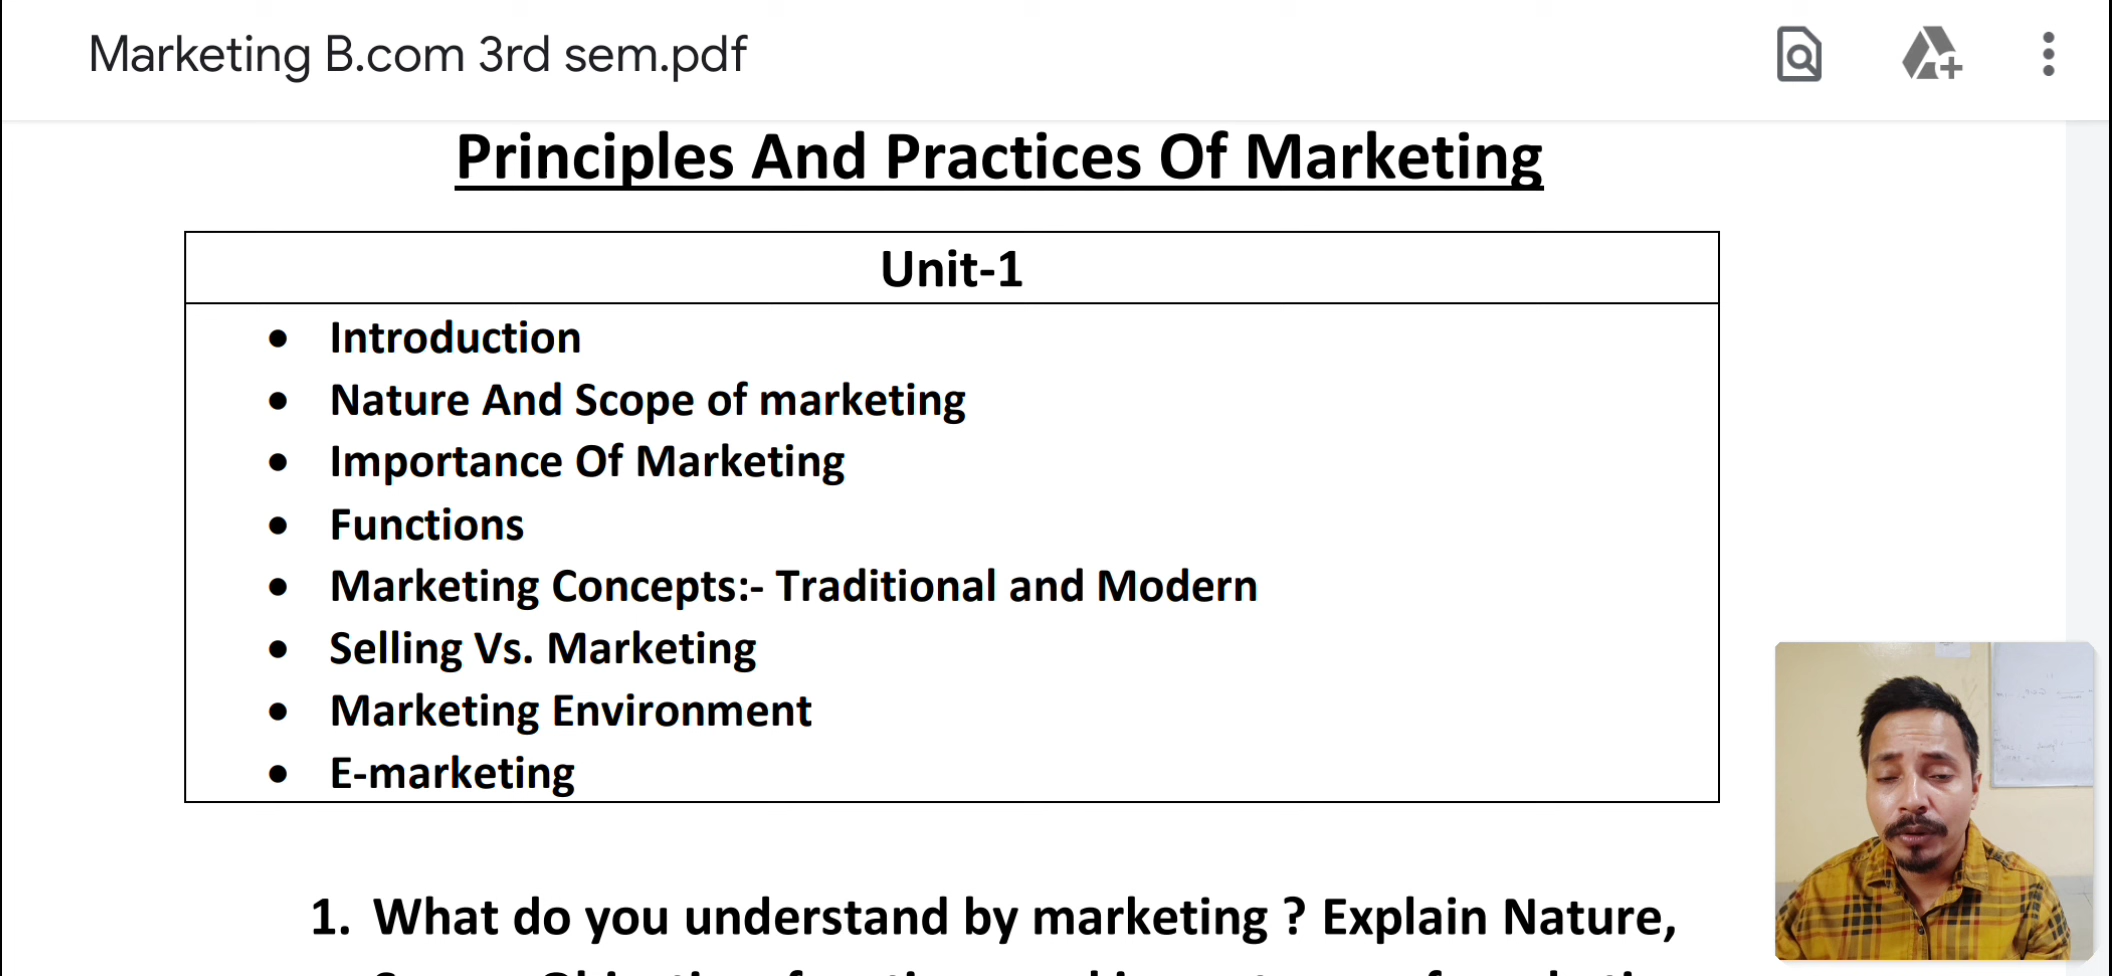 Marketing B.com 3rd sem.pdf
Principles And Practices Of Marketing
Unit-1
• Introduction
• Nature And Scope of marketing
• Importance Of Marketing
• Functions
• Marketing Concepts:- Traditional and Modern
• Selling Vs. Marketing
• Marketing Environment
• E-marketing
1. What do you understand by marketing ? Explain Nature,